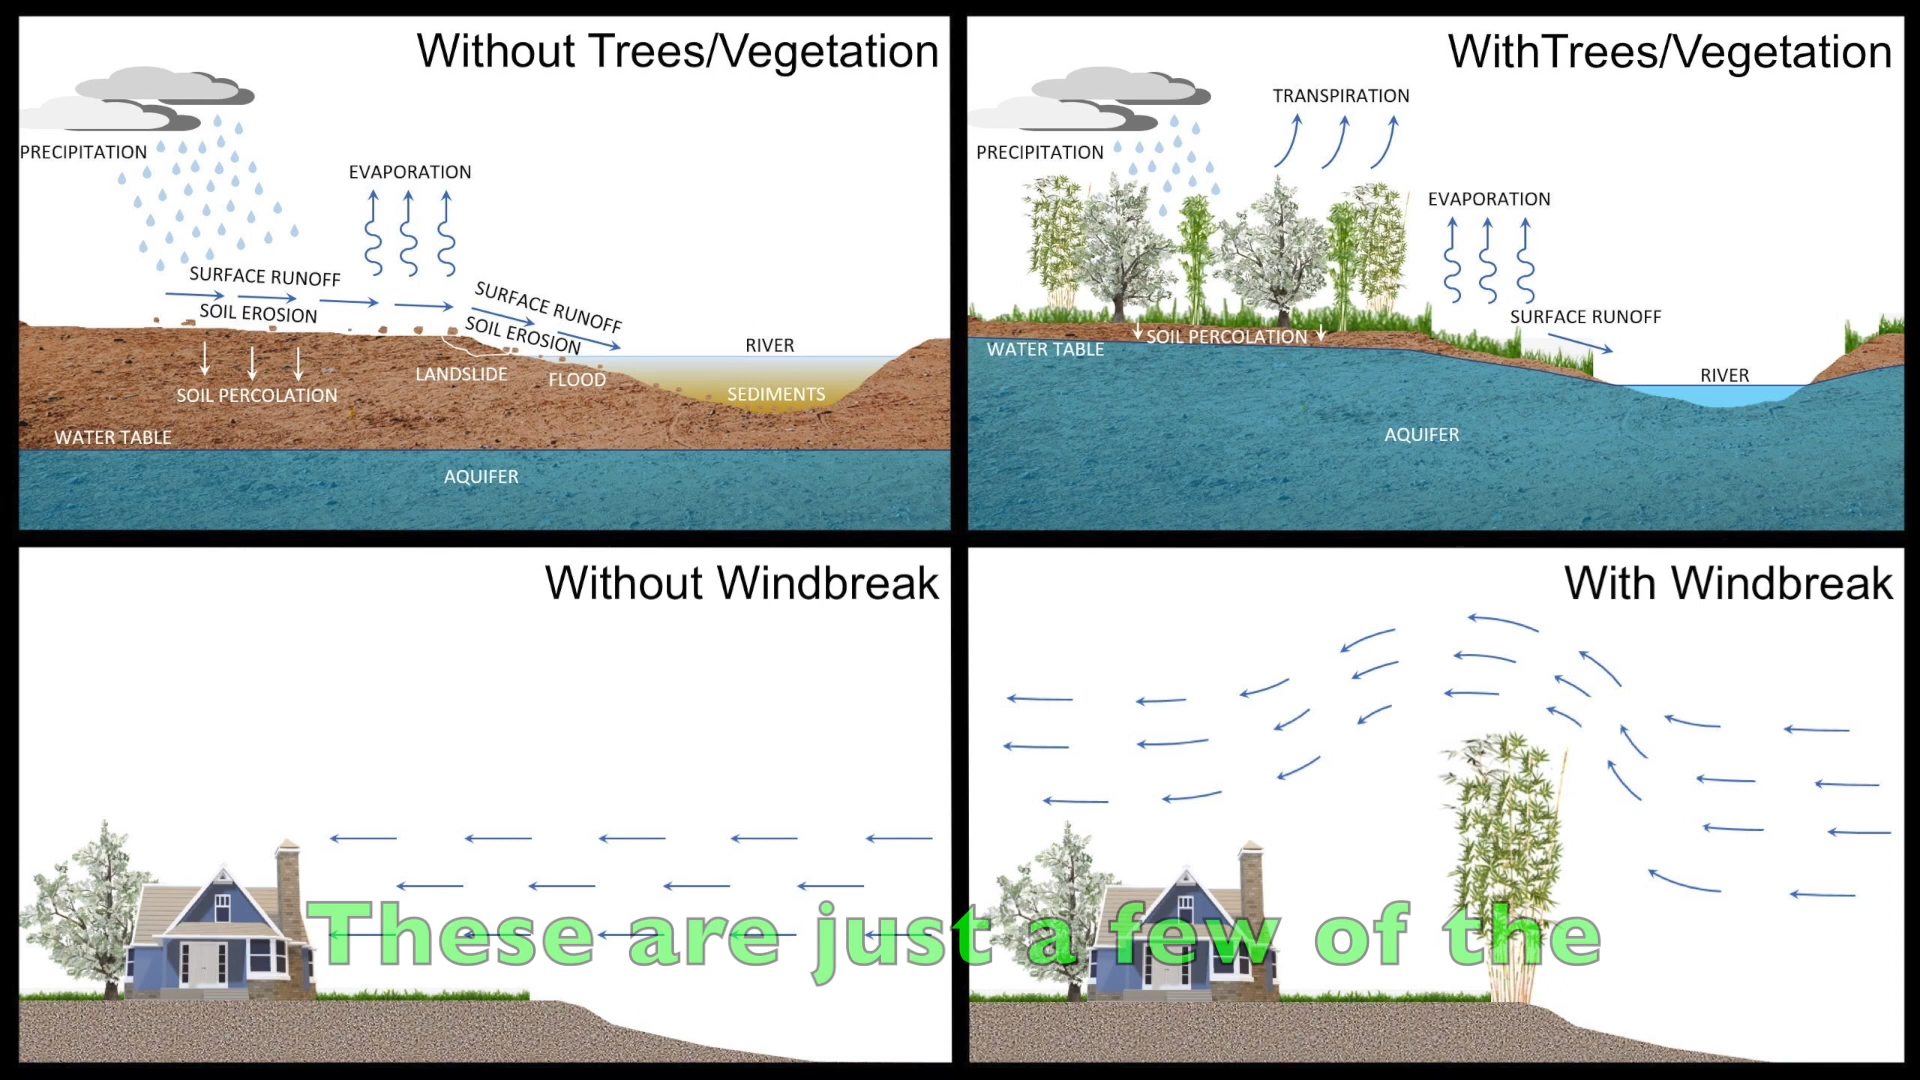 Without Trees/Vegetation
PRECIPITATION
EVAPORATION
SURFACE RUNOFF
SOIL EROSION
SURFACE RUNOFF
SOIL EROSION
RIVER
LANDSLIDE
FLOOD
SEDIMENTS
SOIL PERCOLATION
WATER TABLE
AQUIFER
WithTrees/Vegetation
TRANSPIRATION
PRECIPITATION
EVAPORATION
SURFACE RUNOFF
SOIL PERCOLATION
WATER TABLE
RIVER
AQUIFER
Without Windbreak
With Windbreak
These are just a few of the